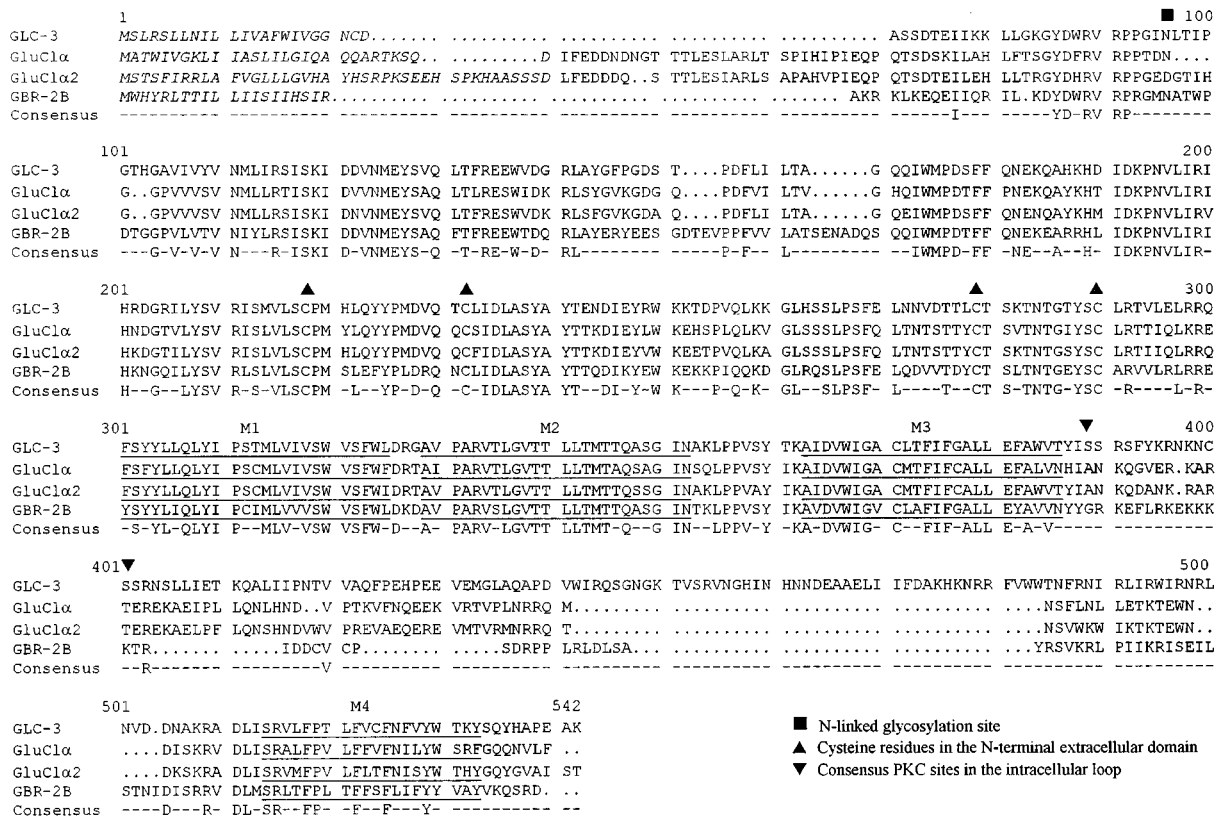 1 ■ 100
GLC-3 MSLRSLLNIL LIVAFWIVGG NCD....... .......... .......... .......... .......... ASSDTEIIKK LLGKGYDWRV RPPGINLTIP
GluClα MATWIVGKLI IASLILGIQA QQARTKSQ.. ........D IFEDDNDNGT TTLESLARLT SPIHIPIEQP QTSDSKILAH LFTSGYDFRV RPPTDN....
GluClα2 MSTSFIRRLA FVGLLLGVHA YHSRPKSEEH SPKHAASSSD LFEDDDQ..S TTLESIARLS APAHVPIEQP QTSDTEILEH LLTRGYDHRV RPPGEDGTIH
GBR-2B MWHYRLTTIL LIISIIHSIR .......... .......... .......... .......... .......AKR KLKEQEIIQR IL.KDYDWRV RPRGMNATWP
Consensus ---------- ---------- ---------- ---------- ---------- ---------- ---------- ------I--- -----YD-RV RP--------
101 200
GLC-3 GTHGAVIVYV NMLIRSISKI DDVNMEYSVQ LTFREEWVDG RLAYGFPGDS T....PDFLI LTA......G QQIWMPDSFF QNEKQAHKHD IDKPNVLIRI
GluClα G..GPVVVSV NMLLRTISKI DVVNMEYSAQ LTLRESWIDK RLSYGVKGDG Q....PDFVI LTV......G HQIWMPDTFF PNEKQAYKHT IDKPNVLIRI
GluClα2 G..GPVVVSV NMLLRSISKI DNVNMEYSVQ LTFRESWVDK RLSFGVKGDA Q....PDFLI LTA......G QEIWMPDSFF QNENQAYKHM IDKPNVLIRV
GBR-2B DTGGPVLVTV NIYLRSISKI DDVNMEYSAQ FTFREEWTDQ RLAYERYEES GDTEVPPFVV LATSENADQS QQIWMPDTFF QNEKEARRHL IDKPNVLIRI
Consensus --G-V-V-V N---R-ISK- D-VNMEYS-Q -T-RE-W-D- RL-------- -----P-F-- L--------- --IWMPD-FF -NE--A--H- IDKPNVLIR-
201 ▲ ▲ ▲ ▲ 300
GLC-3 HRDGRILYSV RISMVLSCPM HLQYYPMDVQ TCLIDLASYA YTENDIEYRW KKTDPVQLKK GLHSSLPSFE LNNVDTTLCT SKTNTGTYSC LRTVLELRRQ
GluClα HNDGTVLYSV RISLVLSCPM YLQYYPMDVQ QCSIDLASYA YTTKDIEYLW KEHSPLQLKV GLSSSLPSFQ LTNTSTTYCT SVTNTGIYSC LRTTIQLKRE
GluClα2 HKDGTILYSV RISLVLSCPM HLQYYPMDVQ QCFIDLASYA YTTKDIEYVW KEETPVQLKA GLSSSLPSFQ LTNTSTTYCT SKTNTGSYSC LRTIIQLRRQ
GBR-2B HKNGQILYSV RLSLVLSCPM SLEFYPLDRQ NCLIDLASYA YTTQDIKYEW KEKKPIQQKD GLRQSLPSFE LQDVVTDYCT SLTNTGEYSC ARVVLRLRRE
Consensus H--G--LYSV R-S-VLSCPM -L--YP-D-Q -C-IDLASYA YT--DI-Y-W K--P-Q-K- GL--SLPSF- L----T--CT S-TNTG-YSC -R----L-R-
301 M1 M2 M3 ▼ 400
GLC-3 FSYYLLQLYI PSTMLVIVSW VSFWLDRGAV PARVTLGVTT LLTMTTQASG INAKLPPVSY TKAIDVWIGA CLTFIFGALL EFAWVTYISS RSFYKRNKNC
GluClα FSFYLLQLYI PSCMLVIVSW VSFWFDRTAI PARVTLGVTT LLTMTAQSAG INSQLPPVSY IKAIDVWIGA CMTFIFCALL EFALVNHIAN KQGVER.KAR
GluClα2 FSYYLLQLYI PSCMLVIVSW VSFWIDRTAV PARVTLGVTT LLTMTTQSSG INAKLPPVAY IKAIDVWIGA CMTFIFGALL EFAWVTYIAN KQDANK.RAR
GBR-2B YSYYLIQLYI PCIMLVVVSW VSFWLDKDAV PARVSLGVTT LLTMTTQASG INTKLPPVSY IKAVDVWIGV CLAFIFGALL EYAVVNYYGR KEFLRKEKKK
Consensus -S-YL-QLYI P--MLV-VSW VSFW-D--A- PARV-LGVTT LLTMT-Q--G IN--LPPV-Y -KA-DVWIG- C--FIF-ALL E-A-V----- ----------
401▼ 500
GLC-3 SSRNSLLIET KQALIIPNTV VAQFPEHPEE VEMGLAQAPD VWIRQSGNGK TVSRVNGHIN HNNDEAAELI IFDAKHKNRR FVWWTNFRNI RLIRWIRNRL
GluClα TEREKAEIPL LQNLHND..V PTKVFNQEEK VRTVPLNRRQ M......... .......... .......... .......... ....NSFLNL LETKTEWN..
GluClα2 TEREKAELPF LQNSHNDVWV PREVAEQERE VMTVRMNRRQ T......... .......... .......... .......... ....NSVWKW IKTKTEWN..
GBR-2B KTR....... ....IDDCVC P......... ....SDRPP LRLDLSA... .......... .......... .......... ....YRSVKRL PIIKRISEIL
Consensus --R------- --------V ---------- ---------- ---------- ---------- ---------- ---------- ---------- ----------
501 M4 542
GLC-3 NVD.DNAKRA DLISRVLFPT LFVCFNFVYW TKYSQYHAPE AK
GluClα ....DISKRV DLISRALFPV LFFVFNILYW SRFGQQNVLF ..
GluClα2 ....DKSKRA DLISRVMFPV LFLTFNISYW THYGQYGVAI ST
GBR-2B STNIDISRRV DLMSRLTFPL TFFSFLIFYY VAYVKQSRD. ..
Consensus ----D---R- DL-SR--FP- -F--F---Y- ----------
■ N-linked glycosylation site
▲ Cysteine residues in the N-terminal extracellular domain
▼ Consensus PKC sites in the intracellular loop